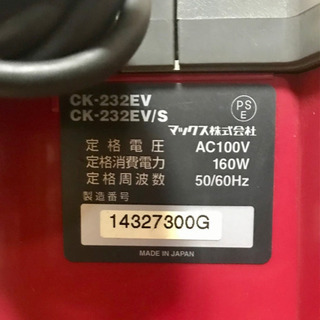 CK-232EV
CK-232EV/S
PS
E
マックス株式会社
定格電圧 AC100V
定格消費電力 160W
定格周波数 50/60Hz
製造番号
14327300G
MADE IN JAPAN